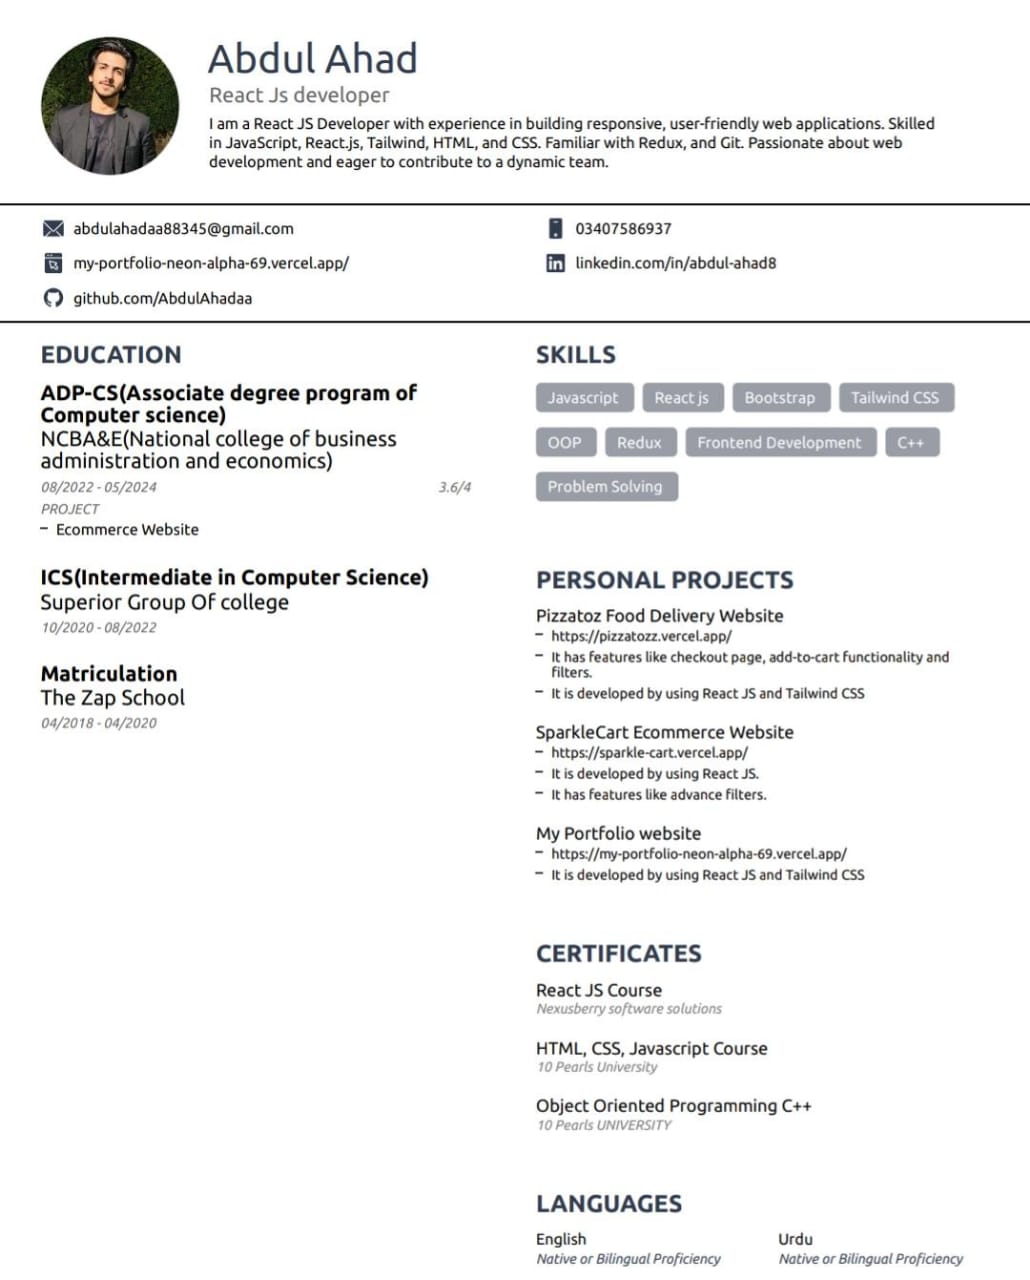 Abdul Ahad
React Js developer
I am a React JS Developer with experience in building responsive, user-friendly web applications. Skilled
in JavaScript, React.js, Tailwind, HTML, and CSS. Familiar with Redux, and Git. Passionate about web
development and eager to contribute to a dynamic team.
abdulahadaa88345@gmail.com
03407586937
my-portfolio-neon-alpha-69.vercel.app/
linkedin.com/in/abdul-ahad8
github.com/AbdulAhadaa
EDUCATION
ADP-CS(Associate degree program of
Computer science)
NCBA&E(National college of business
administration and economics)
08/2022 - 05/2024 3.6/4
PROJECT
– Ecommerce Website
ICS(Intermediate in Computer Science)
Superior Group Of college
10/2020 - 08/2022
Matriculation
The Zap School
04/2018 - 04/2020
SKILLS
Javascript React js Bootstrap Tailwind CSS
OOP Redux Frontend Development C++
Problem Solving
PERSONAL PROJECTS
Pizzatoz Food Delivery Website
– https://pizzatozz.vercel.app/
– It has features like checkout page, add-to-cart functionality and
filters.
– It is developed by using React JS and Tailwind CSS
SparkleCart Ecommerce Website
– https://sparkle-cart.vercel.app/
– It is developed by using React JS.
– It has features like advance filters.
My Portfolio website
– https://my-portfolio-neon-alpha-69.vercel.app/
– It is developed by using React JS and Tailwind CSS
CERTIFICATES
React JS Course
Nexusberry software solutions
HTML, CSS, Javascript Course
10 Pearls University
Object Oriented Programming C++
10 Pearls UNIVERSITY
LANGUAGES
English Urdu
Native or Bilingual Proficiency Native or Bilingual Proficiency